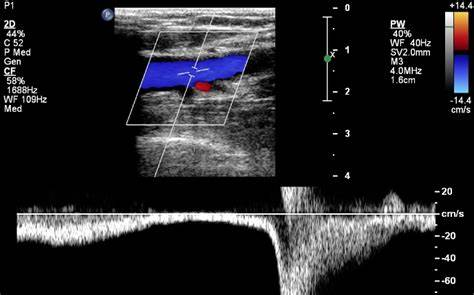 P1
2D
44%
C 52
P Med
Gen
CF
58%
1688Hz
WF 109Hz
Med
P
0
1
2
3
4
x
PW
40%
WF 40Hz
SV2.0mm
M3
4.0MHz
1.6cm
+14.4
-14.4
cm/s
20
cm/s
-20
-40
-60